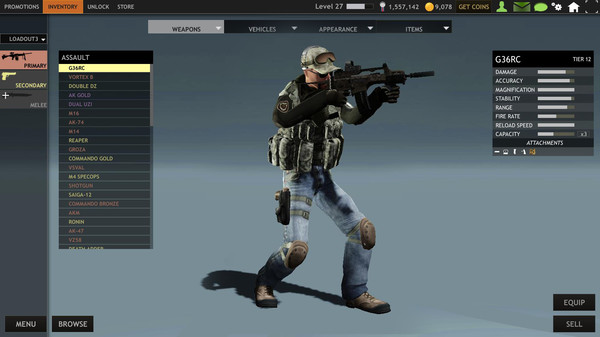 PROMOTIONS INVENTORY UNLOCK STORE Level 27 1,557,142 9,078 GET COINS
WEAPONS VEHICLES APPEARANCE ITEMS
LOADOUT3
PRIMARY
SECONDARY
MELEE
ASSAULT
G36RC
VORTEX B
DOUBLE DZ
AK GOLD
DUAL UZI
M16
AK-74
M14
REAPER
GROZA
COMMANDO GOLD
VSVAL
M4 SPECOPS
SHOTGUN
SAIGA-12
COMMANDO BRONZE
ARM
RONIN
AK-47
VZ58
DEATH ADDER
G36RC TIER 12
DAMAGE
ACCURACY
MAGNIFICATION
STABILITY
RANGE
FIRE RATE
RELOAD SPEED
CAPACITY x3
ATTACHMENTS
EQUIP
MENU BROWSE SELL